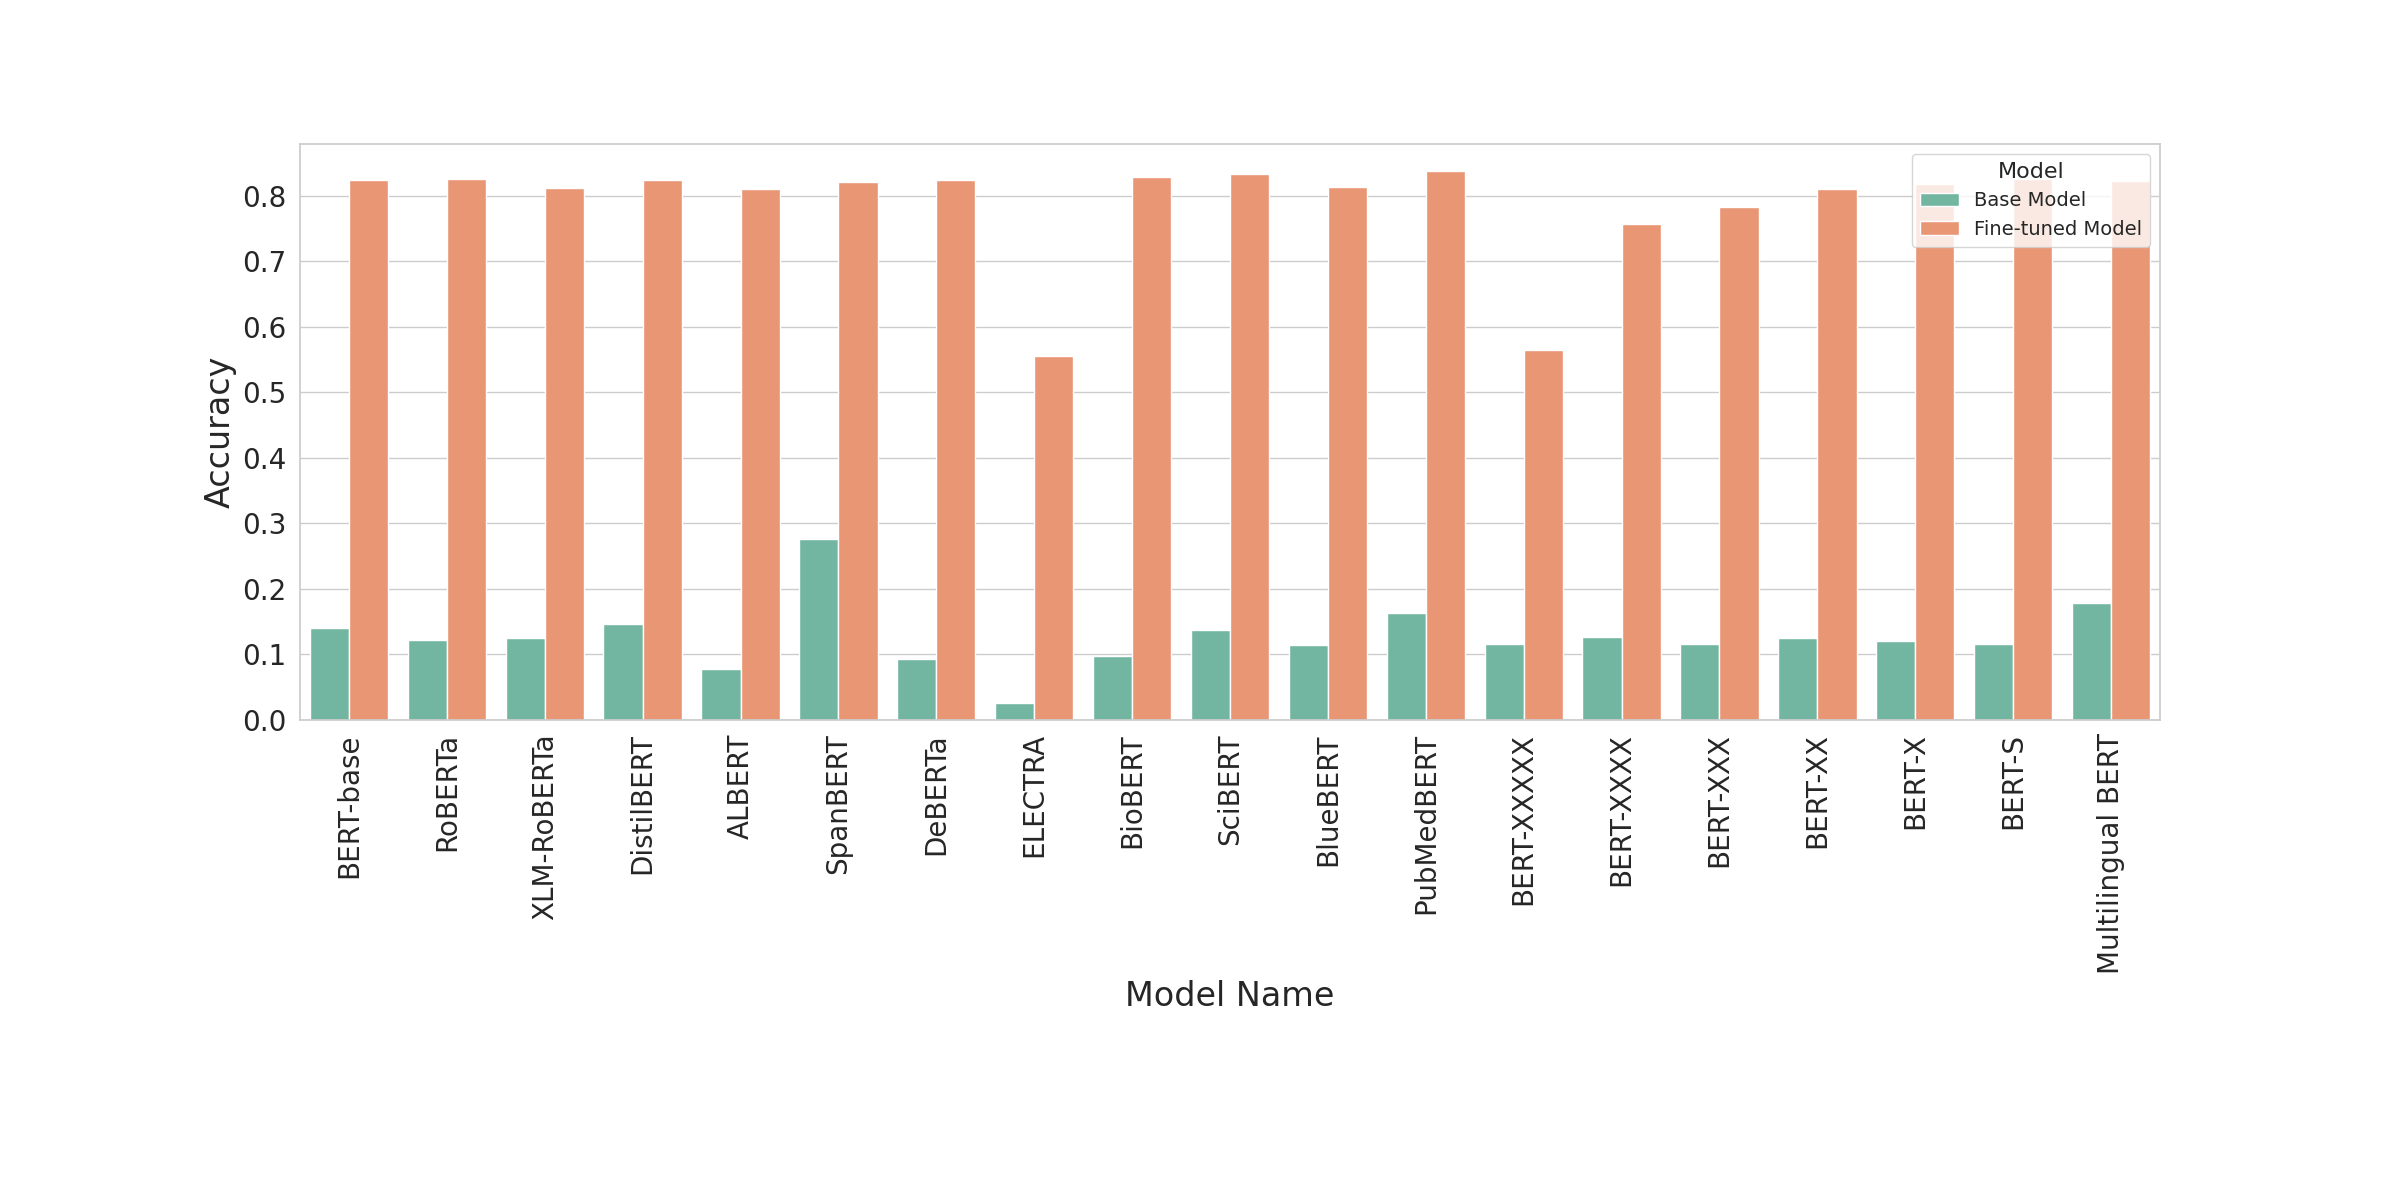 Model
Base Model
Fine-tuned Model
0.8
0.7
0.6
0.5
0.4
0.3
0.2
0.1
0.0
Accuracy
BERT-base
RoBERTa
XLM-RoBERTa
DistilBERT
ALBERT
SpanBERT
DeBERTa
ELECTRA
BioBERT
SciBERT
BlueBERT
PubMedBERT
BERT-XXXXX
BERT-XXXX
BERT-XXX
BERT-XX
BERT-X
BERT-S
Multilingual BERT
Model Name